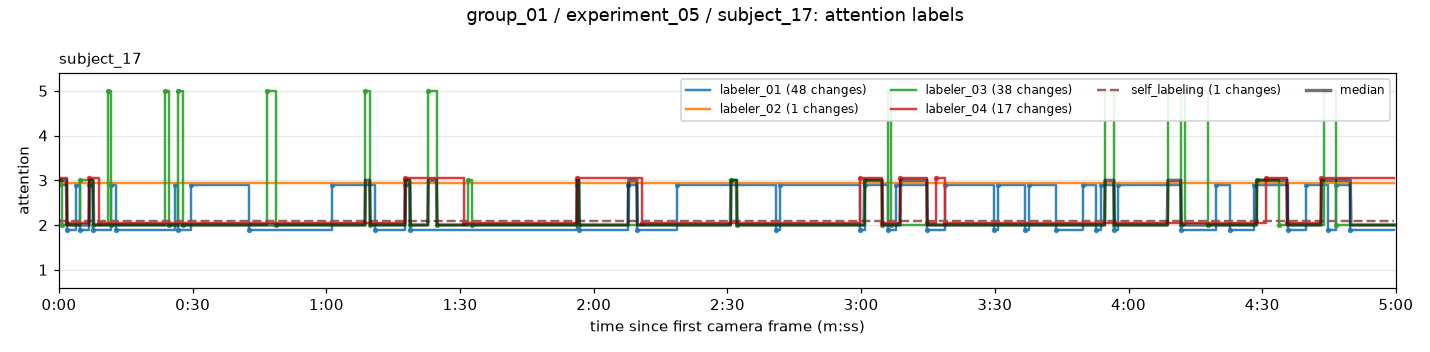 group_01 / experiment_05 / subject_17: attention labels
subject_17
labeler_01 (48 changes)
labeler_02 (1 changes)
labeler_03 (38 changes)
labeler_04 (17 changes)
self_labeling (1 changes)
median
attention
5
4
3
2
1
0:00 0:30 1:00 1:30 2:00 2:30 3:00 3:30 4:00 4:30 5:00
time since first camera frame (m:ss)